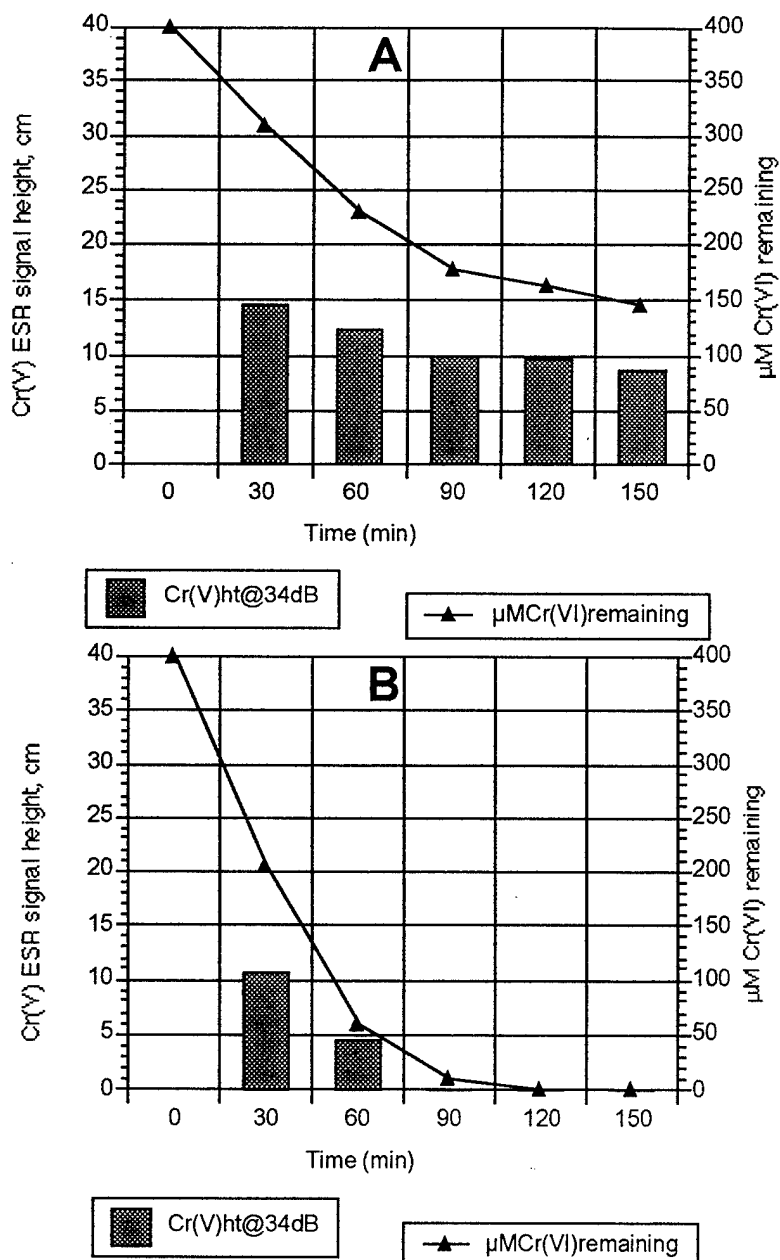 A
Cr(V) ESR signal height, cm
40
35
30
25
20
15
10
5
0
400
350
300
250
200
150
100
50
0
µM Cr(VI) remaining
0 30 60 90 120 150
Time (min)
Cr(V)ht@34dB
µMCr(VI)remaining
B
Cr(V) ESR signal height, cm
40
35
30
25
20
15
10
5
0
400
350
300
250
200
150
100
50
0
µM Cr(VI) remaining
0 30 60 90 120 150
Time (min)
Cr(V)ht@34dB
µMCr(VI)remaining